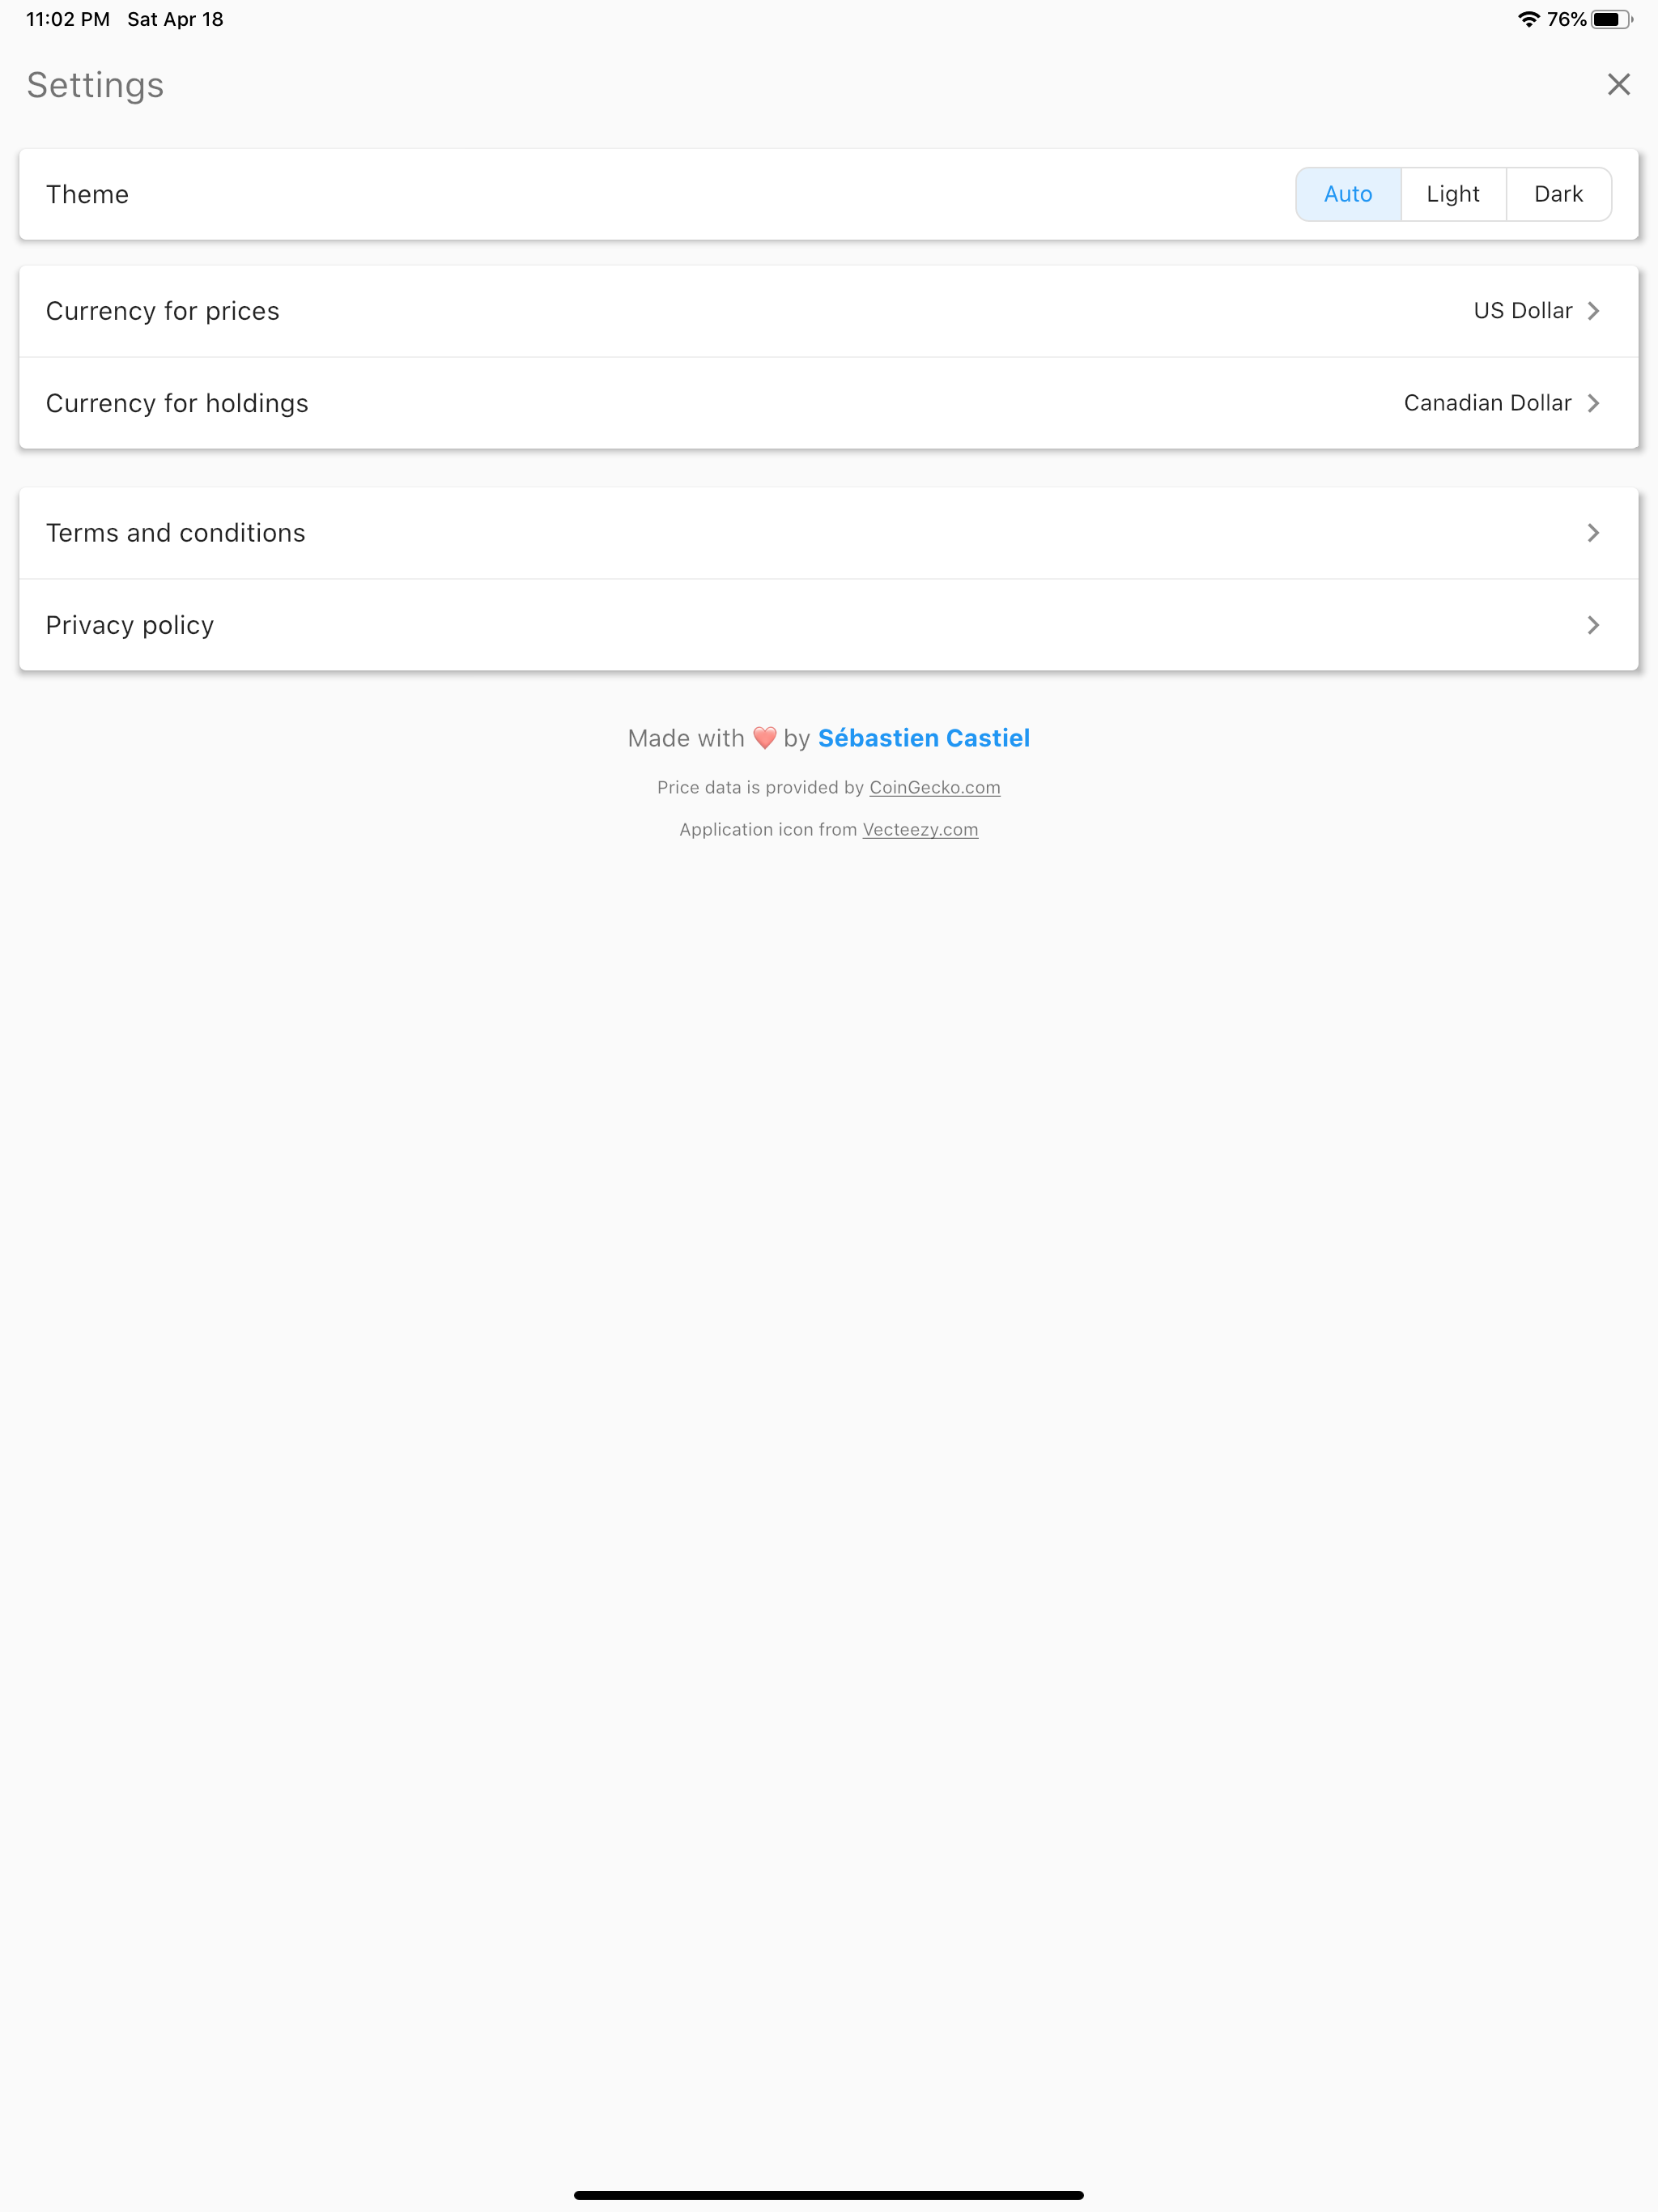 11:02 PM Sat Apr 18 76%
Settings
Theme Auto Light Dark
Currency for prices US Dollar
Currency for holdings Canadian Dollar
Terms and conditions
Privacy policy
Made with ❤️ by Sébastien Castiel
Price data is provided by CoinGecko.com
Application icon from Vecteezy.com